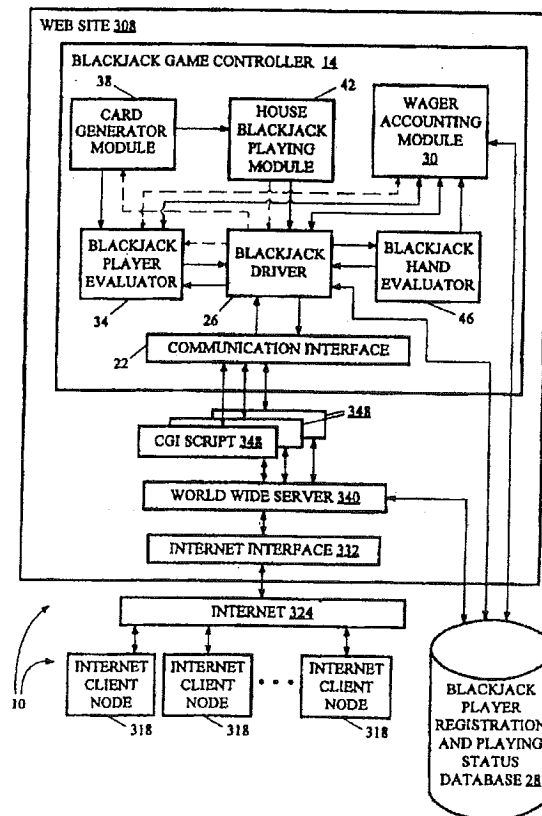 WEB SITE 308
BLACKJACK GAME CONTROLLER 14
38
42
CARD
GENERATOR
MODULE
HOUSE
BLACKJACK
PLAYING
MODULE
WAGER
ACCOUNTING
MODULE
30
BLACKJACK
PLAYER
EVALUATOR
BLACKJACK
DRIVER
BLACKJACK
HAND
EVALUATOR
34
26
46
22
COMMUNICATION INTERFACE
348
CGI SCRIPT 348
WORLD WIDE SERVER 340
INTERNET INTERFACE 332
INTERNET 324
10
INTERNET
CLIENT
NODE
318
INTERNET
CLIENT
NODE
318
• • •
INTERNET
CLIENT
NODE
318
BLACKJACK
PLAYER
REGISTRATION
AND PLAYING
STATUS
DATABASE 28